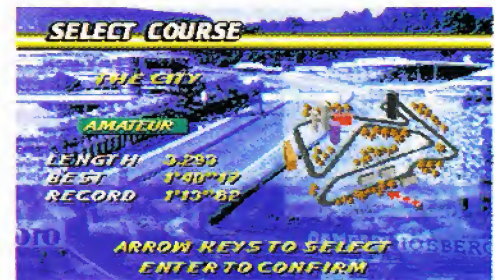 SELECT COURSE
THE CITY
AMATEUR
LENGTH 3.293
BEST 1'40"17
RECORD 1'13"62
ARROW KEYS TO SELECT
ENTER TO CONFIRM